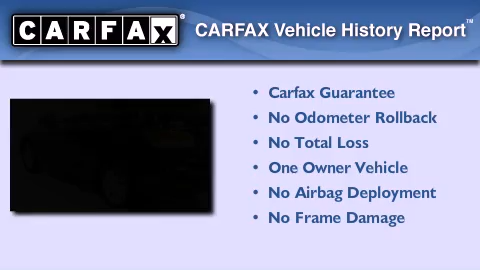 CARFAX® CARFAX Vehicle History Report™
• Carfax Guarantee
• No Odometer Rollback
• No Total Loss
• One Owner Vehicle
• No Airbag Deployment
• No Frame Damage